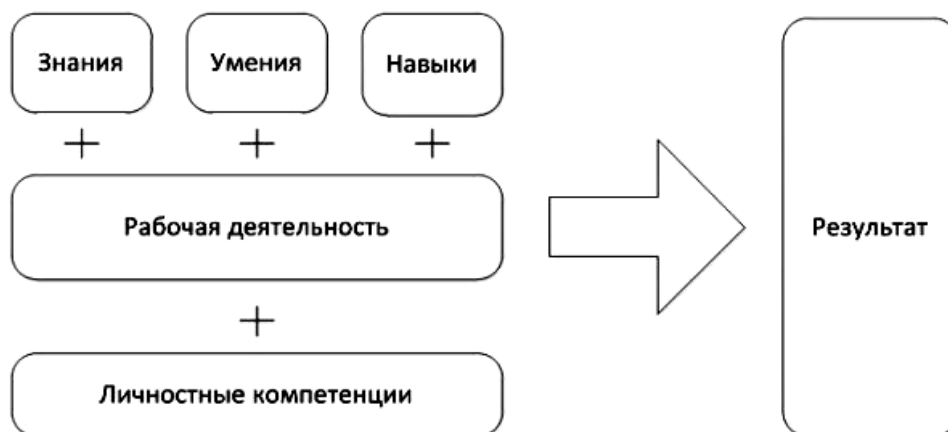 Знания
Умения
Навыки
+
+
+
Рабочая деятельность
Результат
+
Личностные компетенции